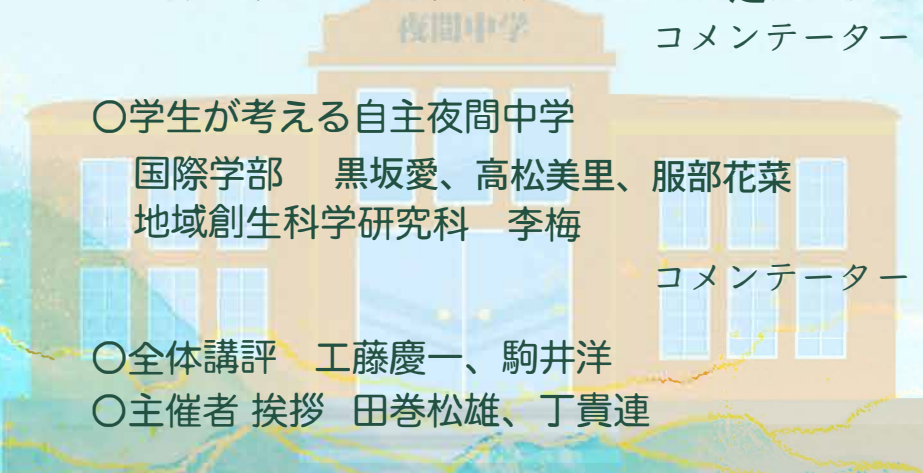 夜間中学
コメンテーター
〇学生が考える自主夜間中学
国際学部 黒坂愛、高松美里、服部花菜
地域創生科学研究科 李梅
コメンテーター
〇全体講評 工藤慶一、駒井洋
〇主催者 挨拶 田巻松雄、丁貴連